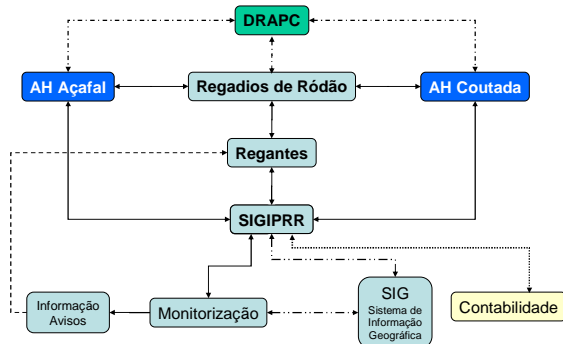 DRAPC
AH Açafal
Regadios de Ródão
AH Coutada
Regantes
SIGIPRR
Informação
Avisos
Monitorização
SIG
Sistema de
Informação
Geográfica
Contabilidade